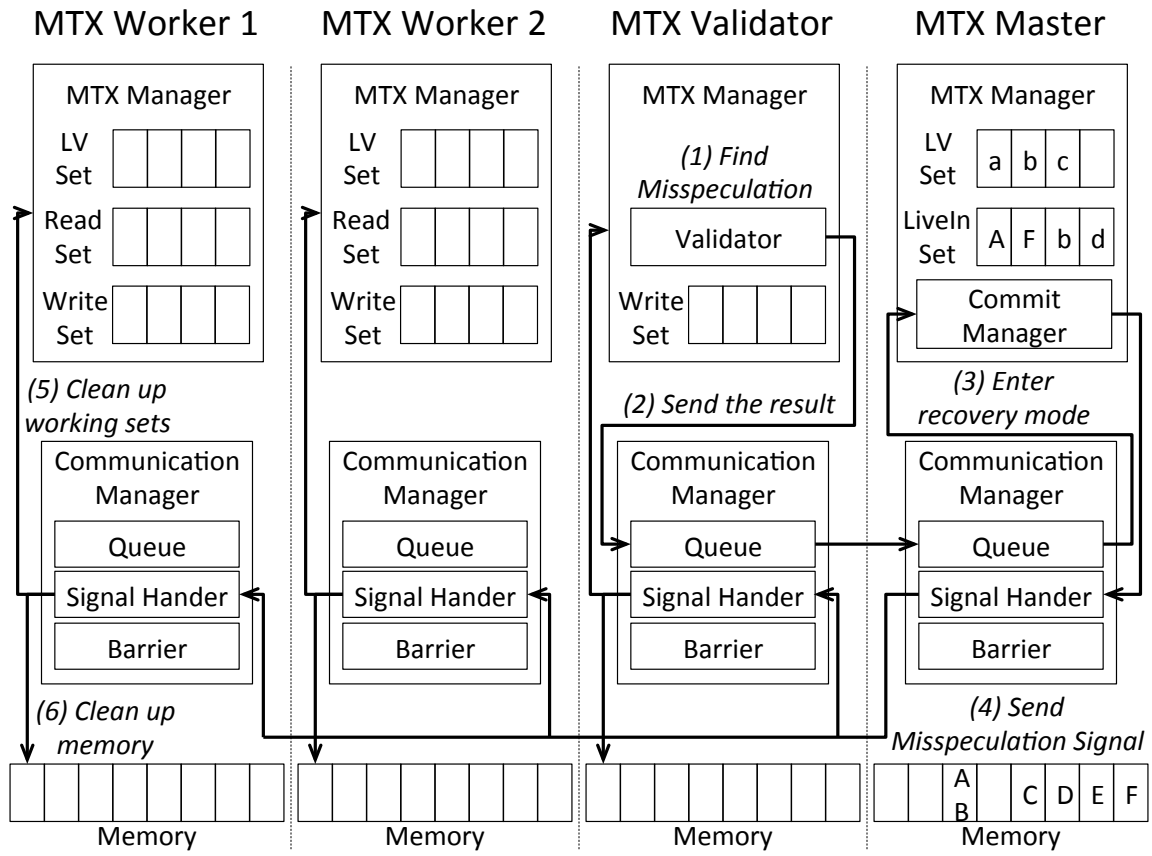 MTX Worker 1
MTX Manager
LV
Set
Read
Set
Write
Set
(5) Clean up
working sets
Communication
Manager
Queue
Signal Hander
Barrier
(6) Clean up
memory
Memory
MTX Worker 2
MTX Manager
LV
Set
Read
Set
Write
Set
Communication
Manager
Queue
Signal Hander
Barrier
Memory
MTX Validator
MTX Manager
(1) Find
Misspeculation
Validator
Write
Set
(2) Send the result
Communication
Manager
Queue
Signal Hander
Barrier
Memory
MTX Master
MTX Manager
LV
Set
a b c
LiveIn
Set
A F b d
Commit
Manager
(3) Enter
recovery mode
Communication
Manager
Queue
Signal Hander
Barrier
(4) Send
Misspeculation Signal
A
B
C D E F
Memory